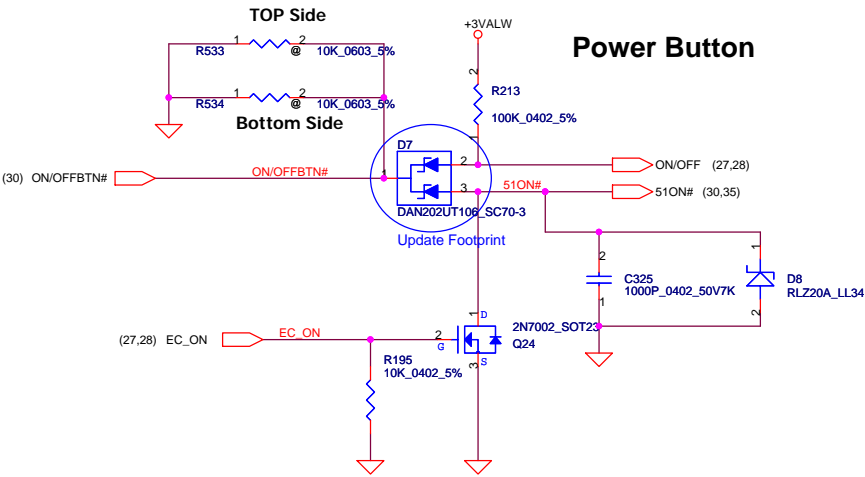 TOP Side
+3VALW
Power Button
R533
1
2
@
10K_0603_5%
R534
1
2
@
10K_0603_5%
Bottom Side
2
R213
100K_0402_5%
1
D7
(30) ON/OFFBTN#
ON/OFFBTN#
1
2
ON/OFF (27,28)
3
51ON#
51ON# (30,35)
DAN202UT106_SC70-3
Update Footprint
2
C325
1000P_0402_50V7K
1
1
D8
RLZ20A_LL34
2
1
D
2N7002_SOT23
Q24
(27,28) EC_ON
EC_ON
2
G
S
3
R195
10K_0402_5%